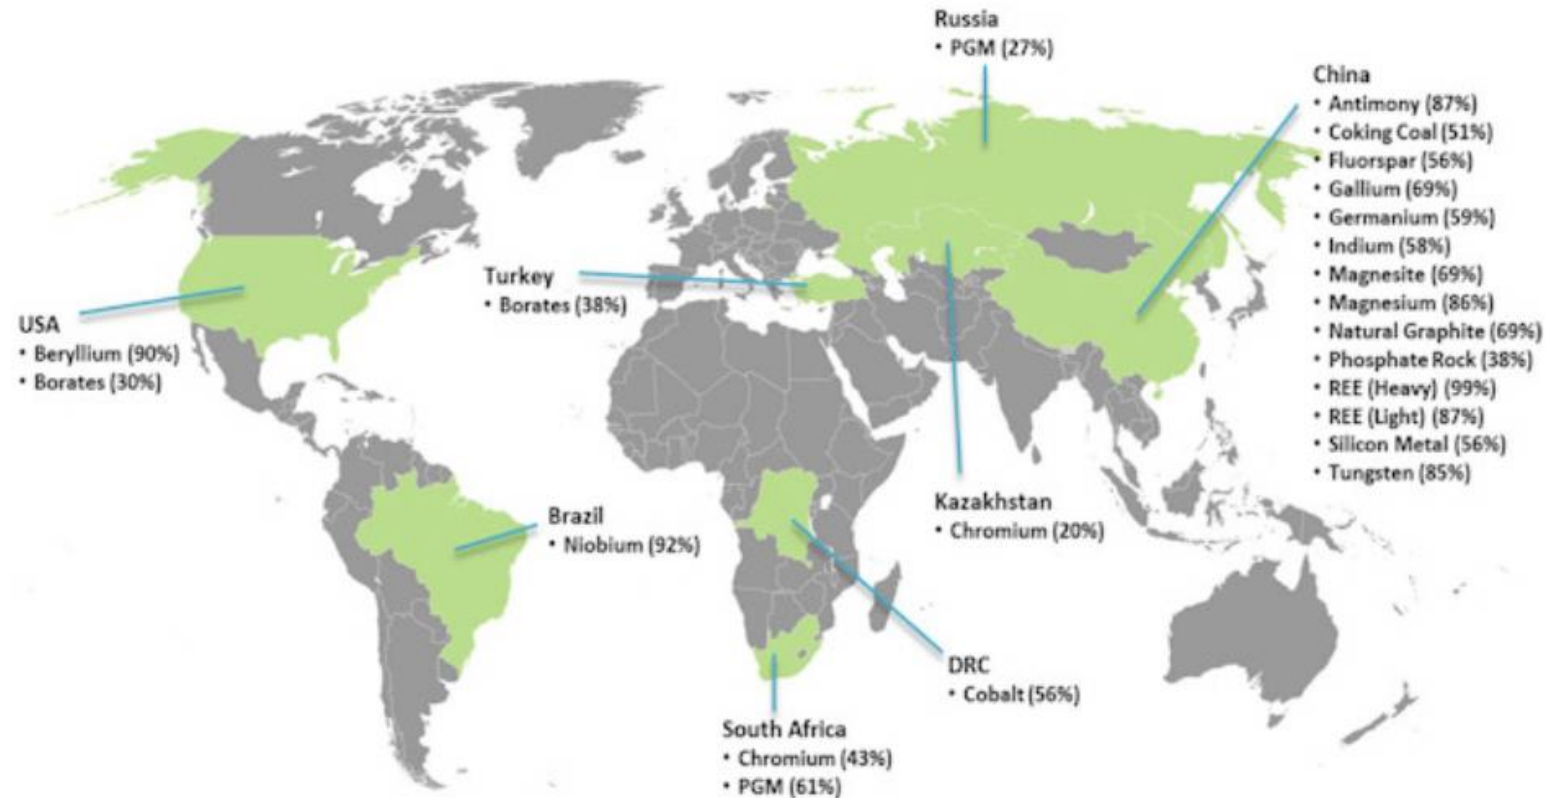 Russia
• PGM (27%)
China
• Antimony (87%)
• Coking Coal (51%)
• Fluorspar (56%)
• Gallium (69%)
• Germanium (59%)
• Indium (58%)
• Magnesite (69%)
• Magnesium (86%)
• Natural Graphite (69%)
• Phosphate Rock (38%)
• REE (Heavy) (99%)
• REE (Light) (87%)
• Silicon Metal (56%)
• Tungsten (85%)
Turkey
• Borates (38%)
USA
• Beryllium (90%)
• Borates (30%)
Brazil
• Niobium (92%)
Kazakhstan
• Chromium (20%)
DRC
• Cobalt (56%)
South Africa
• Chromium (43%)
• PGM (61%)